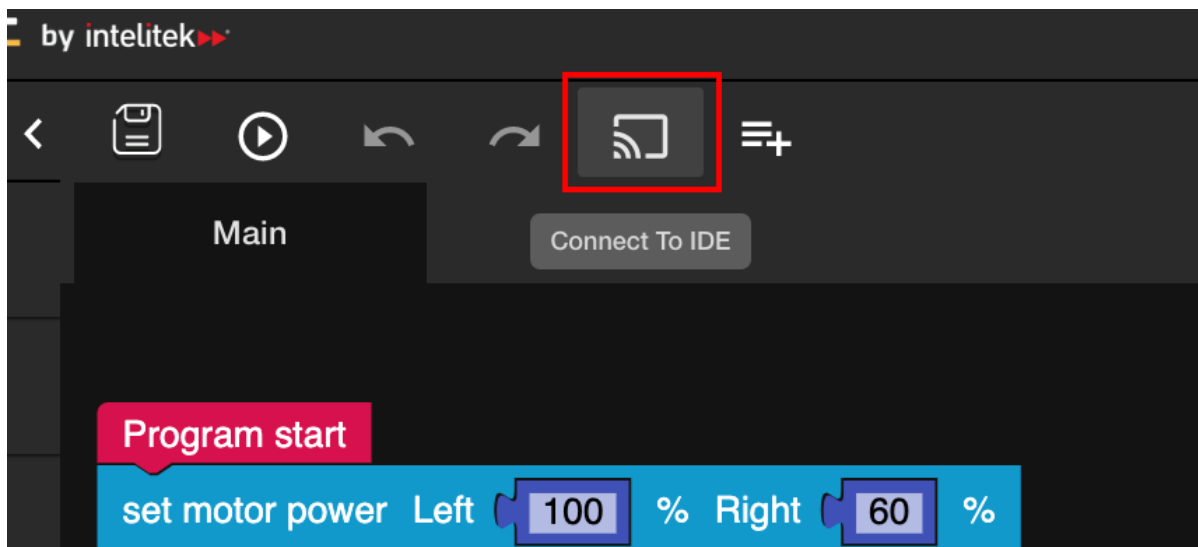 by intelitek
Main
Connect To IDE
Program start
set motor power Left 100 % Right 60 %